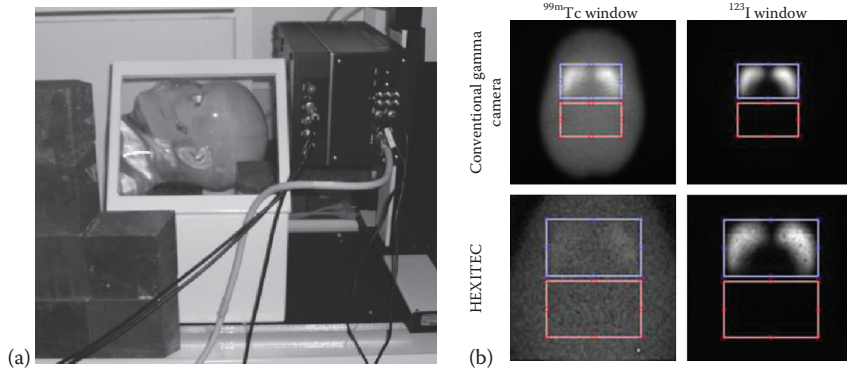 ⁹⁹ᵐTc window
¹²³I window
Conventional gamma
camera
HEXITEC
(a)
(b)